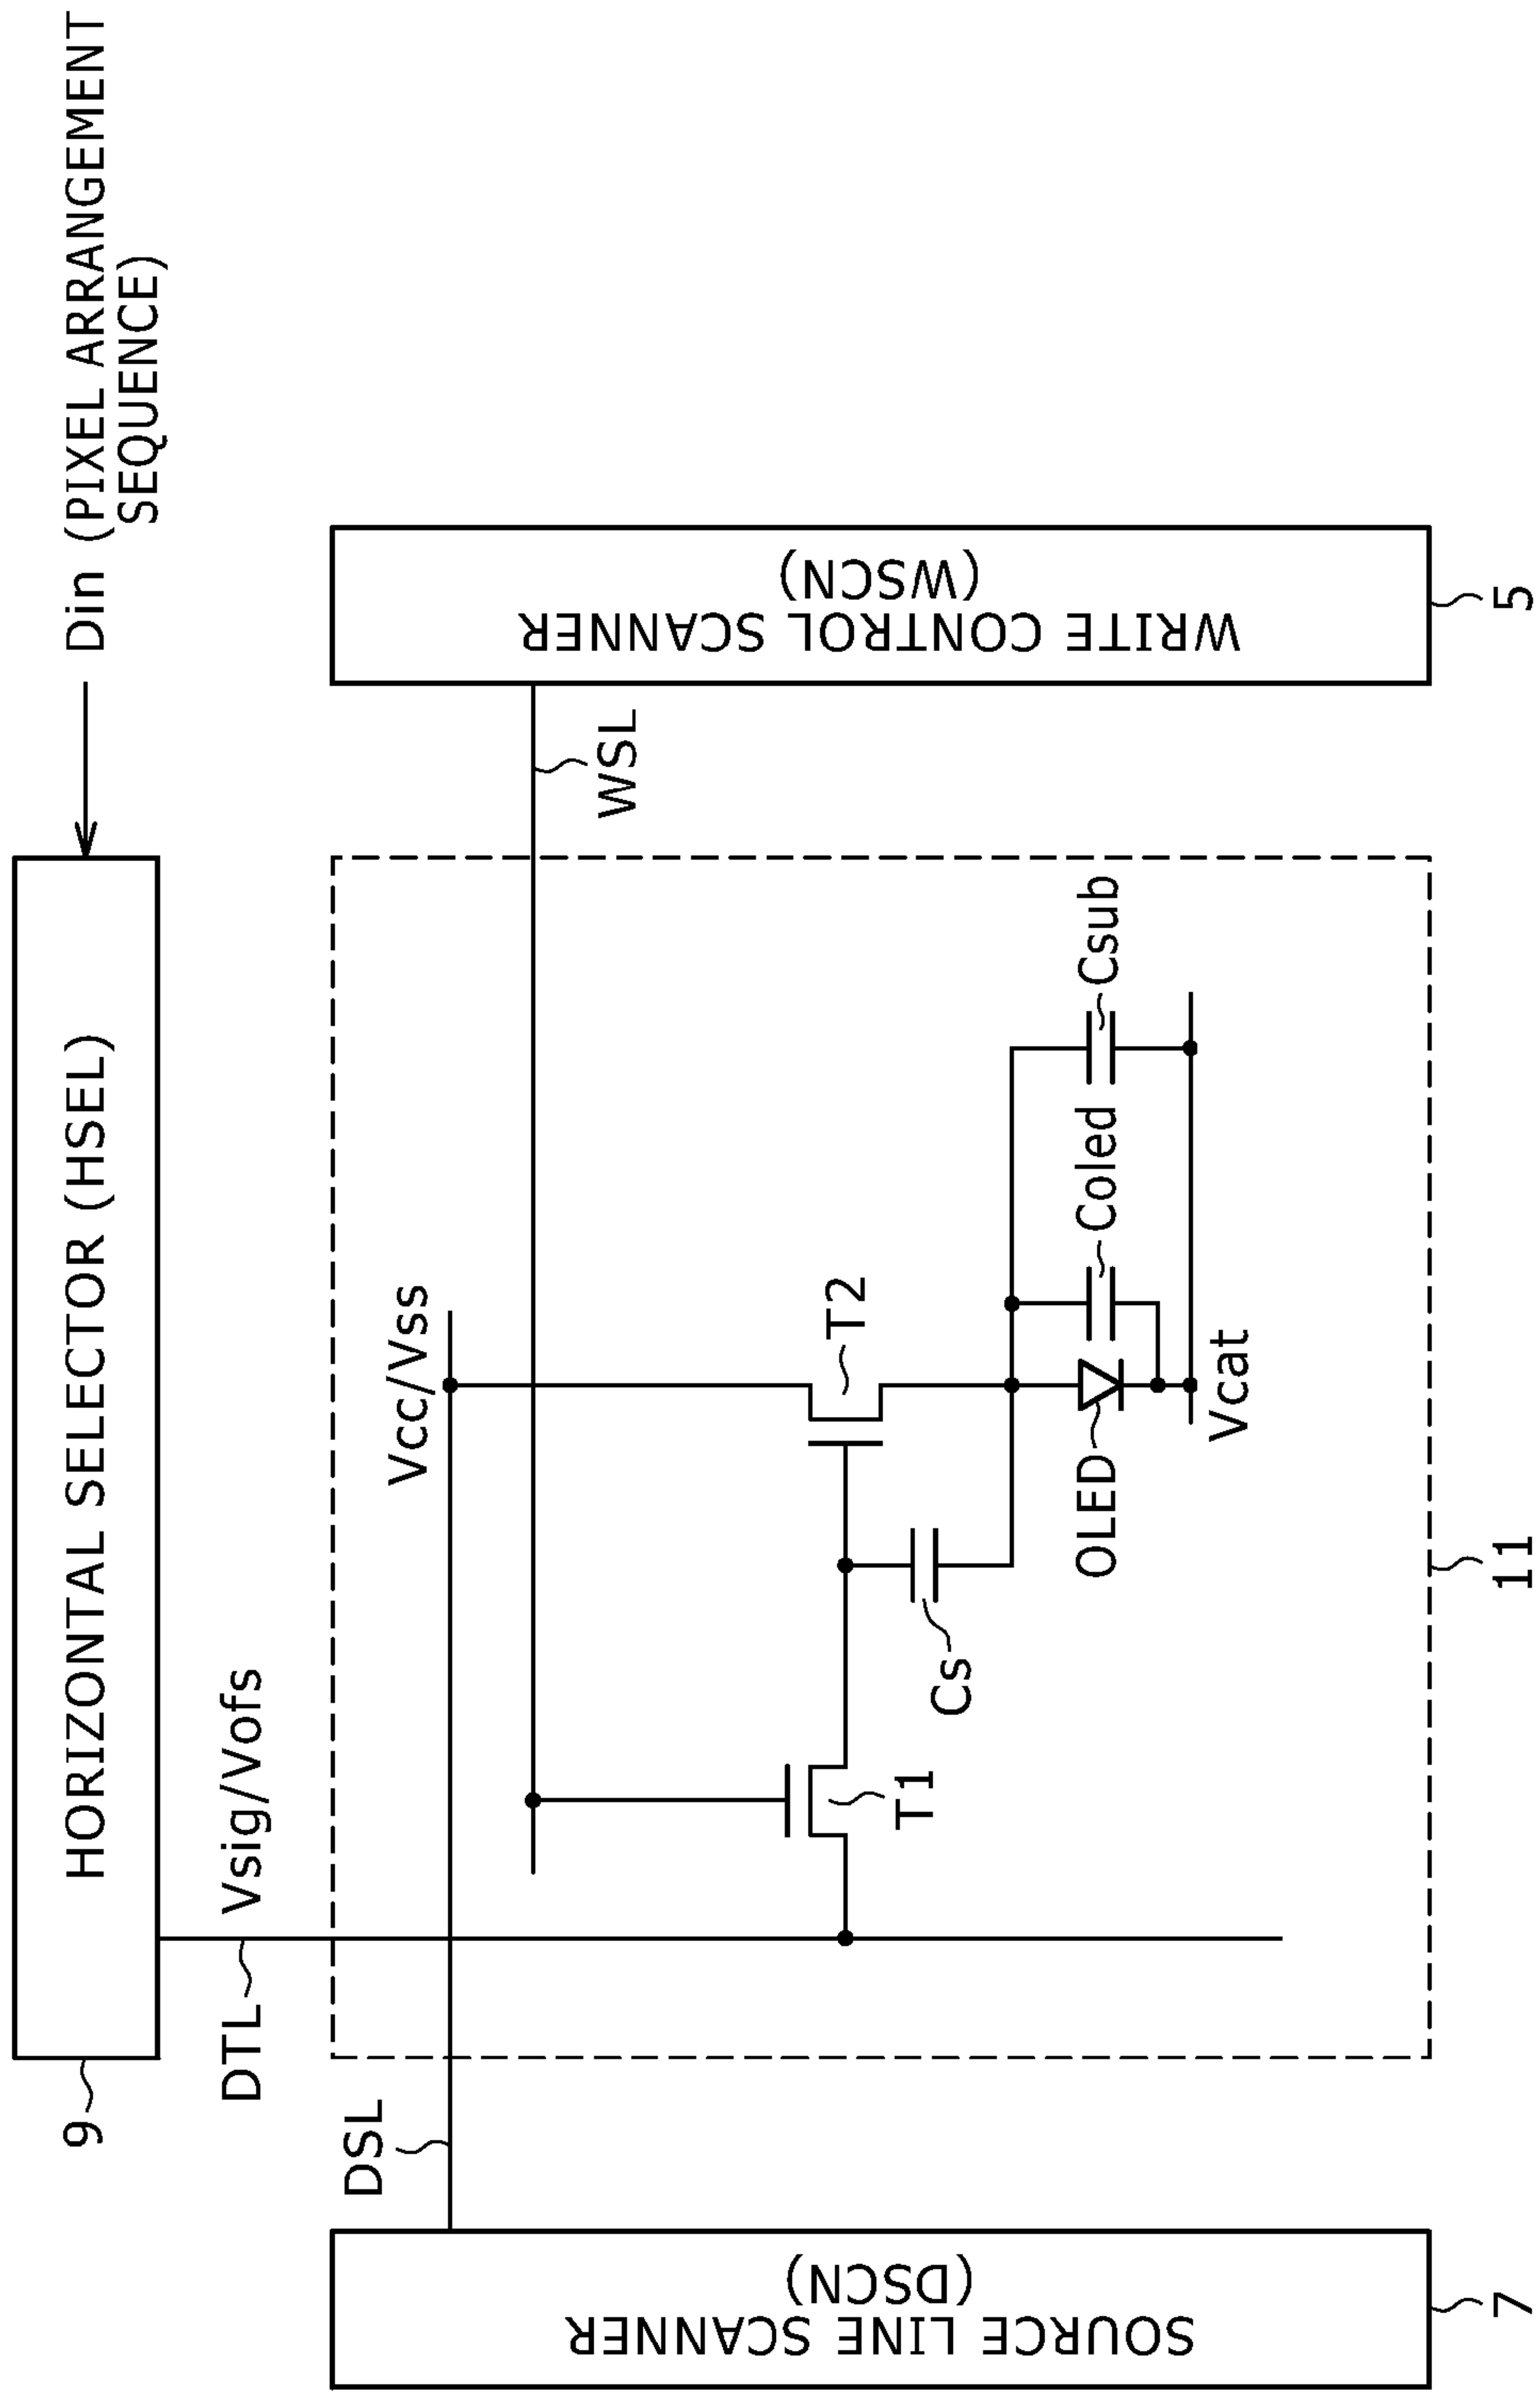 Din (PIXEL ARRANGEMENT
SEQUENCE)
HORIZONTAL SELECTOR (HSEL)
9
DTL
Vsig/Vofs
DSL
Vcc/Vss
WSL
SOURCE LINE SCANNER
(DSCN)
7
WRITE CONTROL SCANNER
(WSCN)
5
T1
T2
Cs
OLED
Coled
Csub
Vcat
11